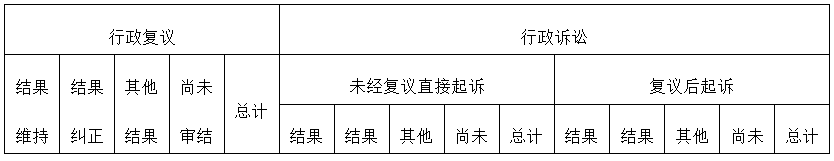 行政复议 行政诉讼
结果 结果 其他 尚未 总计 未经复议直接起诉 复议后起诉
维持 纠正 结果 审结 结果 结果 其他 尚未 总计 结果 结果 其他 尚未 总计